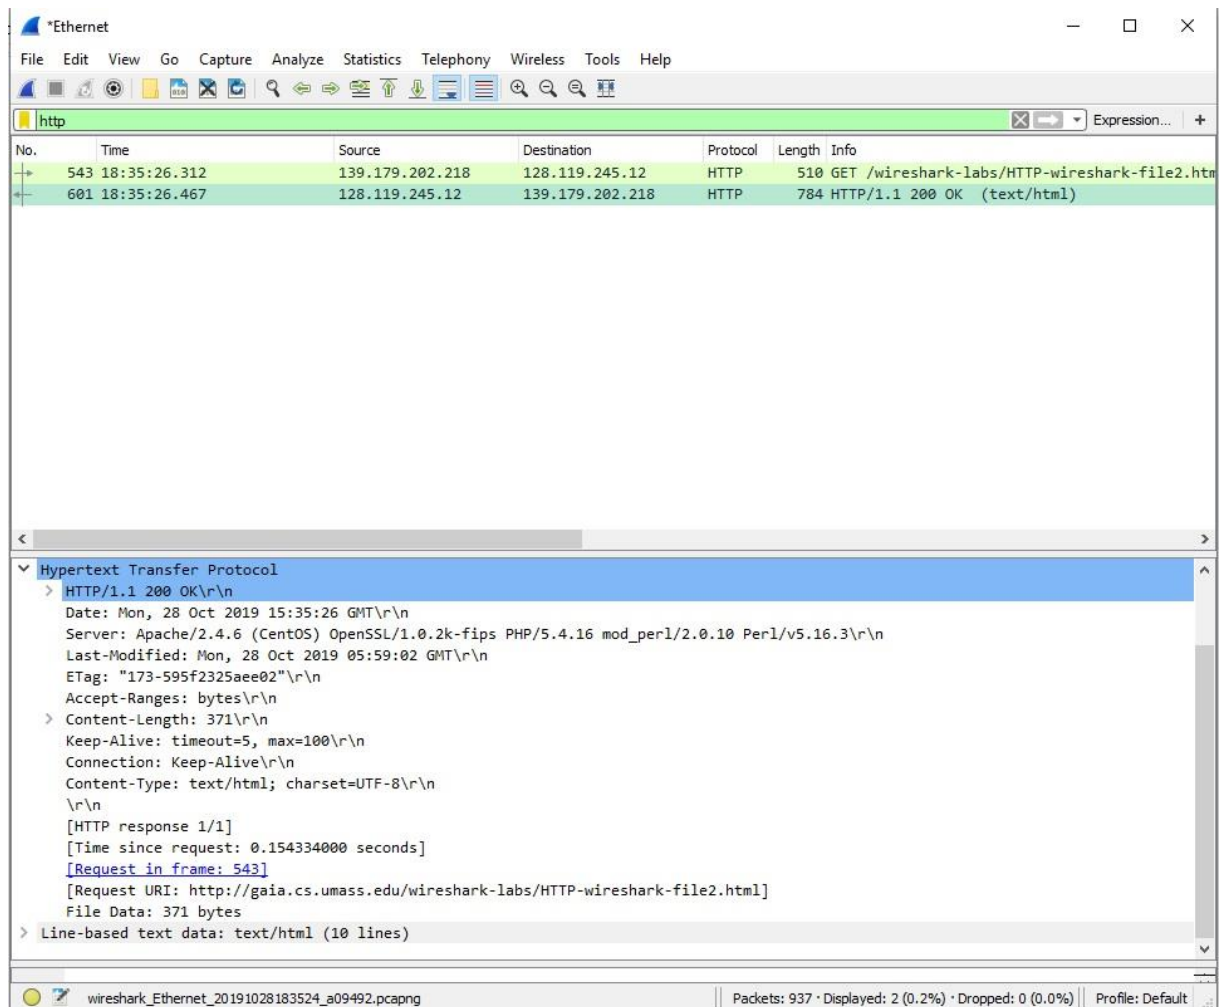 *Ethernet
File Edit View Go Capture Analyze Statistics Telephony Wireless Tools Help
http Expression... +
No. Time Source Destination Protocol Length Info
543 18:35:26.312 139.179.202.218 128.119.245.12 HTTP 510 GET /wireshark-labs/HTTP-wireshark-file2.htm
601 18:35:26.467 128.119.245.12 139.179.202.218 HTTP 784 HTTP/1.1 200 OK (text/html)
Hypertext Transfer Protocol
HTTP/1.1 200 OK\r\n
Date: Mon, 28 Oct 2019 15:35:26 GMT\r\n
Server: Apache/2.4.6 (CentOS) OpenSSL/1.0.2k-fips PHP/5.4.16 mod_perl/2.0.10 Perl/v5.16.3\r\n
Last-Modified: Mon, 28 Oct 2019 05:59:02 GMT\r\n
ETag: "173-595f2325aee02"\r\n
Accept-Ranges: bytes\r\n
Content-Length: 371\r\n
Keep-Alive: timeout=5, max=100\r\n
Connection: Keep-Alive\r\n
Content-Type: text/html; charset=UTF-8\r\n
\r\n
[HTTP response 1/1]
[Time since request: 0.154334000 seconds]
[Request in frame: 543]
[Request URI: http://gaia.cs.umass.edu/wireshark-labs/HTTP-wireshark-file2.html]
File Data: 371 bytes
Line-based text data: text/html (10 lines)
wireshark_Ethernet_20191028183524_a09492.pcapng Packets: 937 · Displayed: 2 (0.2%) · Dropped: 0 (0.0%) Profile: Default